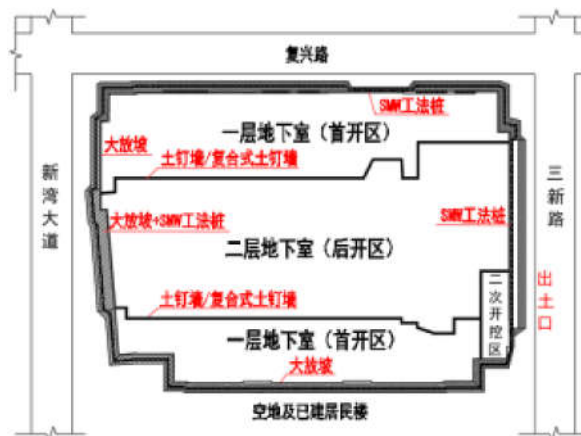 复兴路
SMW工法桩
一层地下室（首开区）
大放坡
土钉墙/复合式土钉墙
新湾大道
三新路
大放坡+SMW工法桩
SMW工法桩
二层地下室（后开区）
出土口
二次开挖区
土钉墙/复合式土钉墙
一层地下室（首开区）
大放坡
空地及已建居民楼